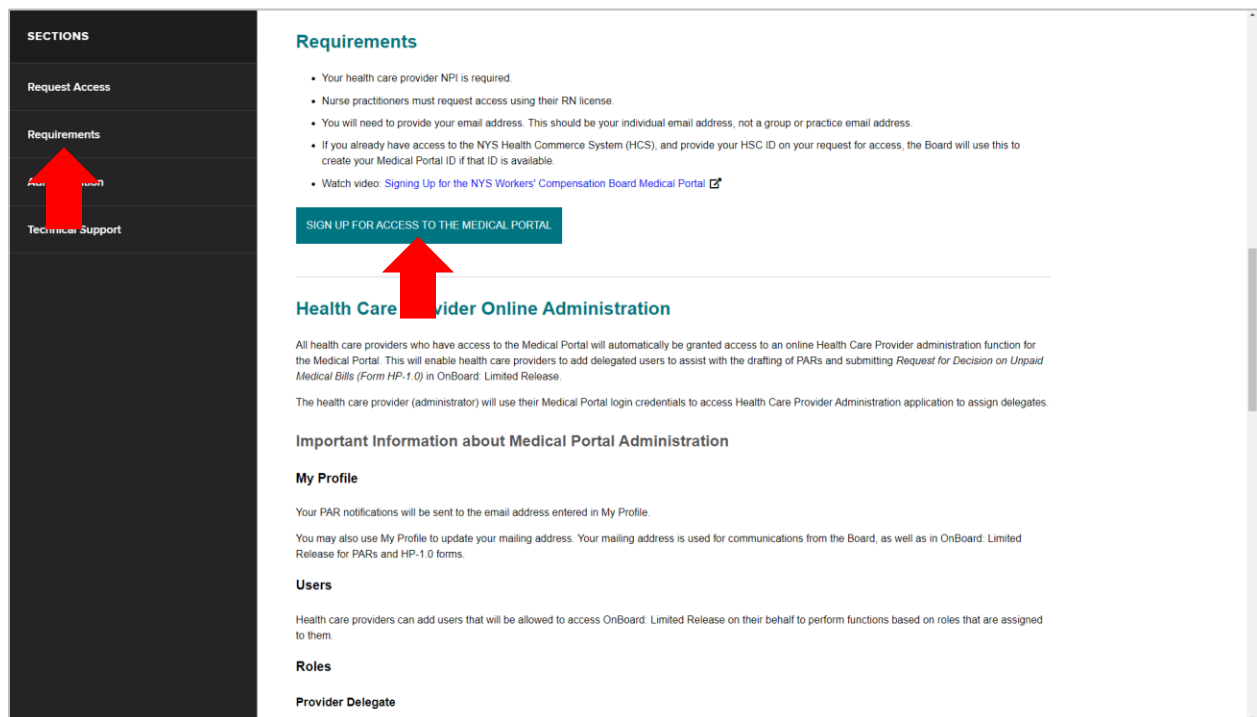 SECTIONS
Request Access
Requirements
Technical Support
Requirements
• Your health care provider NPI is required.
• Nurse practitioners must request access using their RN license.
• You will need to provide your email address. This should be your individual email address, not a group or practice email address.
• If you already have access to the NYS Health Commerce System (HCS), and provide your HSC ID on your request for access, the Board will use this to
create your Medical Portal ID if that ID is available.
• Watch video: Signing Up for the NYS Workers' Compensation Board Medical Portal
SIGN UP FOR ACCESS TO THE MEDICAL PORTAL
Health Care Online Administration
All health care providers who have access to the Medical Portal will automatically be granted access to an online Health Care Provider administration function for
the Medical Portal. This will enable health care providers to add delegated users to assist with the drafting of PARs and submitting Request for Decision on Unpaid
Medical Bills (Form HP-1.0) in OnBoard: Limited Release.
The health care provider (administrator) will use their Medical Portal login credentials to access Health Care Provider Administration application to assign delegates.
Important Information about Medical Portal Administration
My Profile
Your PAR notifications will be sent to the email address entered in My Profile.
You may also use My Profile to update your mailing address. Your mailing address is used for communications from the Board, as well as in OnBoard: Limited
Release for PARs and HP-1.0 forms.
Users
Health care providers can add users that will be allowed to access OnBoard: Limited Release on their behalf to perform functions based on roles that are assigned
to them.
Roles
Provider Delegate